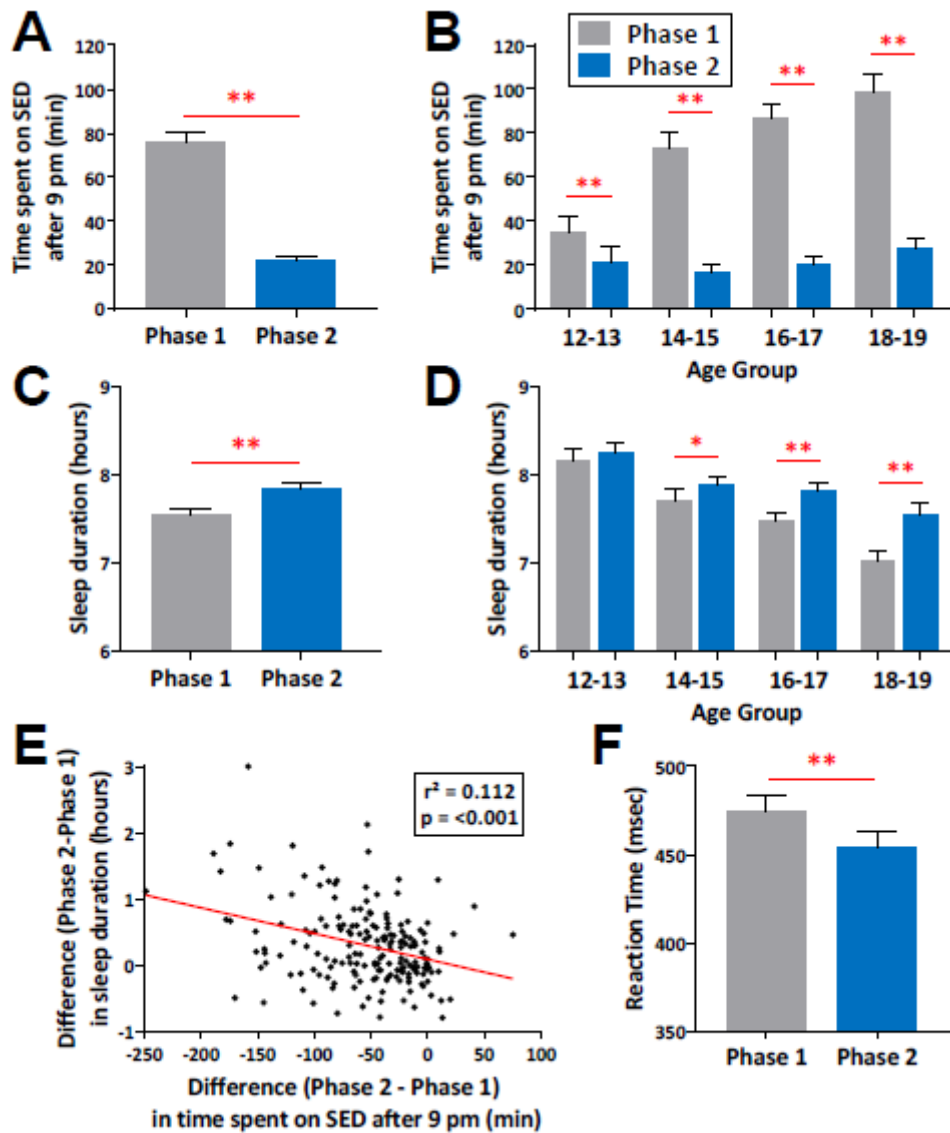 A
Time spent on SED
after 9 pm (min)
120
100
80
60
40
20
0
**
Phase 1 Phase 2
B
Phase 1
Phase 2
Time spent on SED
after 9 pm (min)
120
100
80
60
40
20
0
**
**
**
**
12-13 14-15 16-17 18-19
Age Group
C
Sleep duration (hours)
9
8
7
6
**
Phase 1 Phase 2
D
Sleep duration (hours)
9
8
7
6
*
**
**
12-13 14-15 16-17 18-19
Age Group
E
Difference (Phase 2-Phase 1)
in sleep duration (hours)
3
2
1
0
-1
r² = 0.112
p = <0.001
-250 -200 -150 -100 -50 0 50 100
Difference (Phase 2 - Phase 1)
in time spent on SED after 9 pm (min)
F
Reaction Time (msec)
500
450
400
350
**
Phase 1 Phase 2